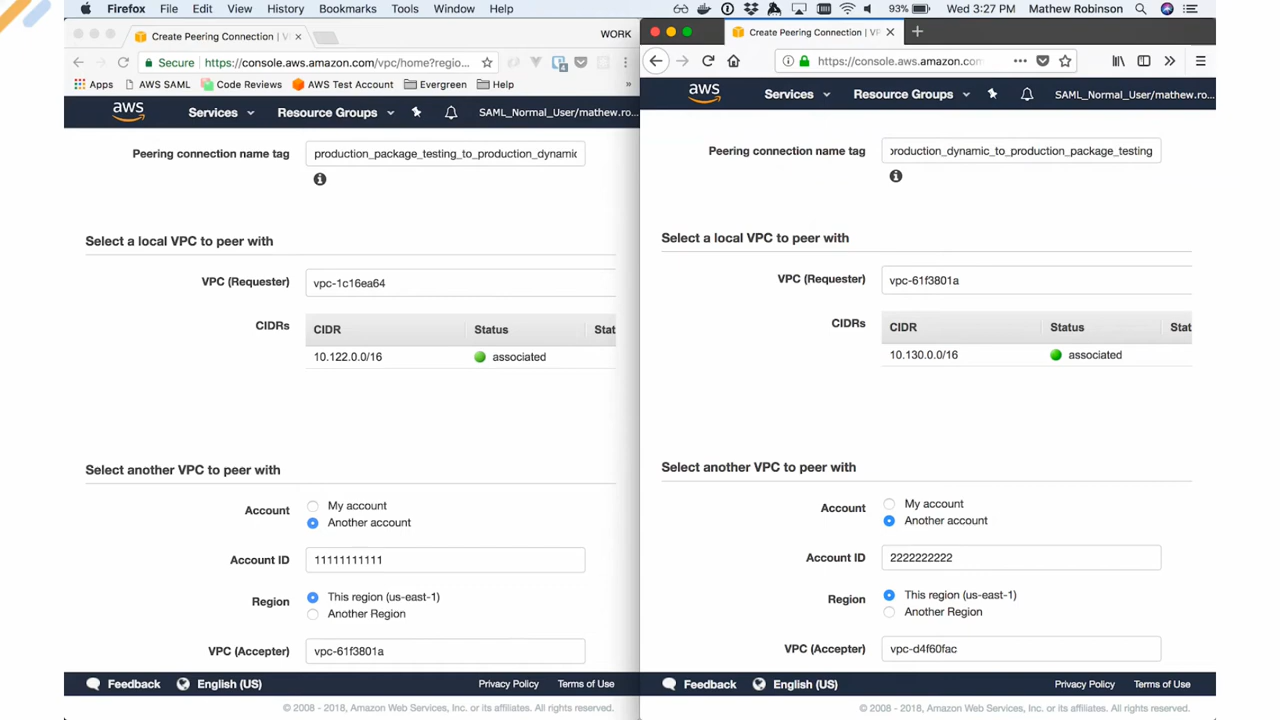 Firefox File Edit View History Bookmarks Tools Window Help 93% Wed 3:27 PM Mathew Robinson
Create Peering Connection | V
WORK
Secure https://console.aws.amazon.com/vpc/home?regio...
Apps AWS SAML Code Reviews AWS Test Account Evergreen Help »
aws Services Resource Groups SAML_Normal_User/mathew.ro...
Peering connection name tag production_package_testing_to_production_dynamic
Select a local VPC to peer with
VPC (Requester) vpc-1c16ea64
CIDRs CIDR Status Stat
10.122.0.0/16 associated
Select another VPC to peer with
Account My account
Another account
Account ID 11111111111
Region This region (us-east-1)
Another Region
VPC (Accepter) vpc-61f3801a
Feedback English (US) Privacy Policy Terms of Use
© 2008 - 2018, Amazon Web Services, Inc. or its affiliates. All rights reserved.
Create Peering Connection | VP
https://console.aws.amazon.com
aws Services Resource Groups SAML_Normal_User/mathew.ro...
Peering connection name tag production_dynamic_to_production_package_testing
Select a local VPC to peer with
VPC (Requester) vpc-61f3801a
CIDRs CIDR Status Stat
10.130.0.0/16 associated
Select another VPC to peer with
Account My account
Another account
Account ID 2222222222
Region This region (us-east-1)
Another Region
VPC (Accepter) vpc-d4f60fac
Feedback English (US) Privacy Policy Terms of Use
© 2008 - 2018, Amazon Web Services, Inc. or its affiliates. All rights reserved.